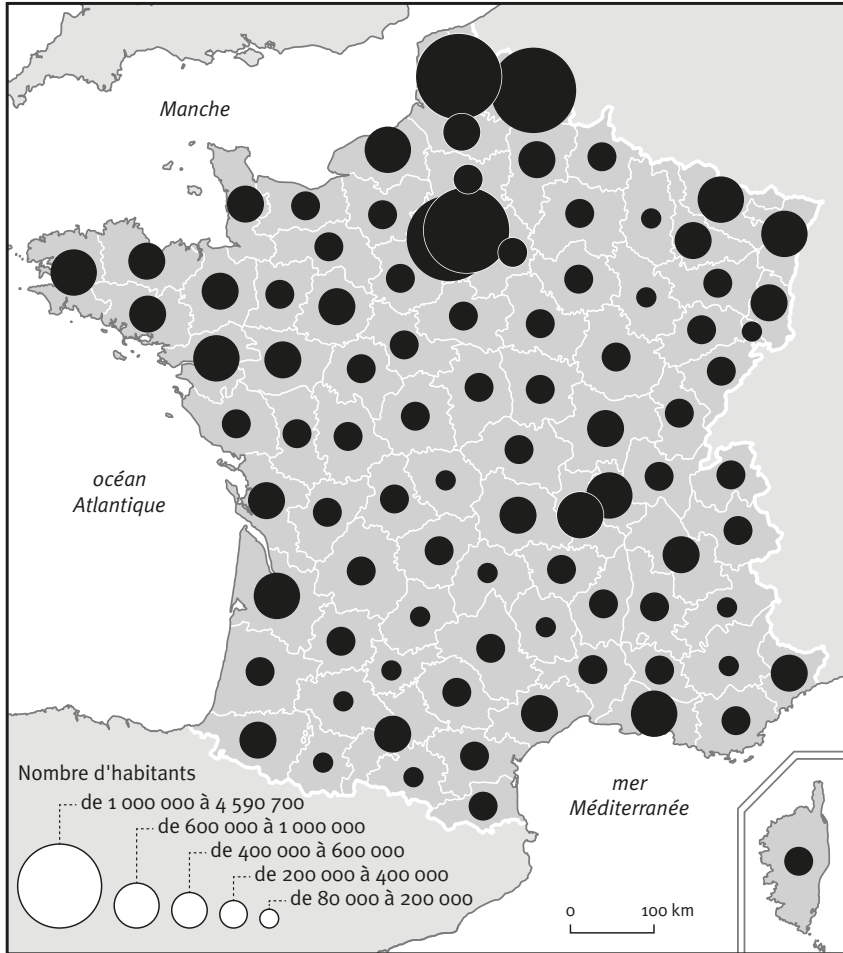 Manche
océan
Atlantique
mer
Méditerranée
Nombre d'habitants
de 1 000 000 à 4 590 700
de 600 000 à 1 000 000
de 400 000 à 600 000
de 200 000 à 400 000
de 80 000 à 200 000
0 100 km